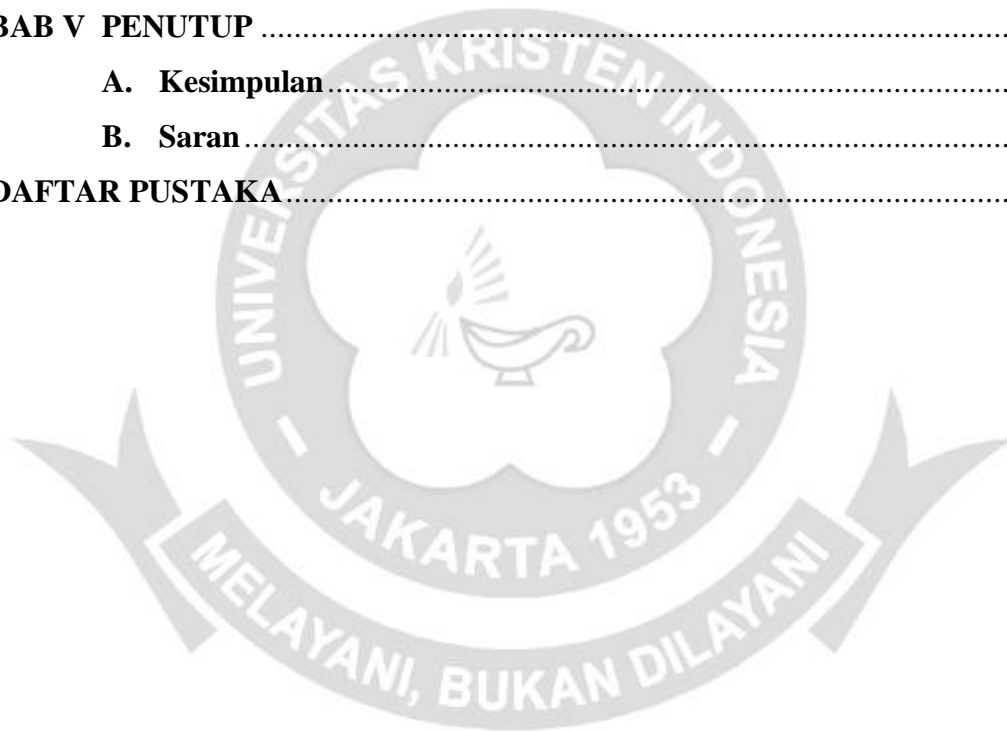 BAB V PENUTUP ................................................................................
A. Kesimpulan ................................................................................
B. Saran ................................................................................
DAFTAR PUSTAKA ................................................................................
UNIVERSITAS KRISTEN INDONESIA
- JAKARTA 1953 -
MELAYANI, BUKAN DILAYANI